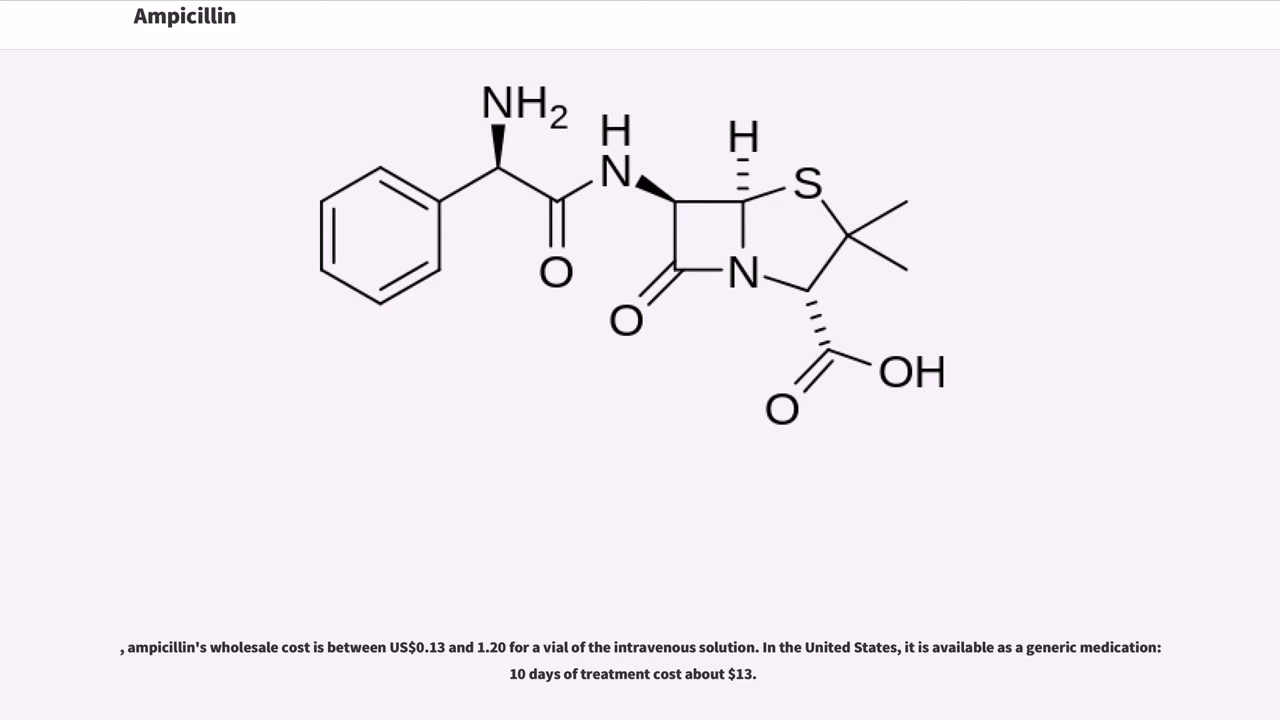 Ampicillin
NH2
H
H
N
S
O
N
O
OH
O
, ampicillin's wholesale cost is between US$0.13 and 1.20 for a vial of the intravenous solution. In the United States, it is available as a generic medication:
10 days of treatment cost about $13.